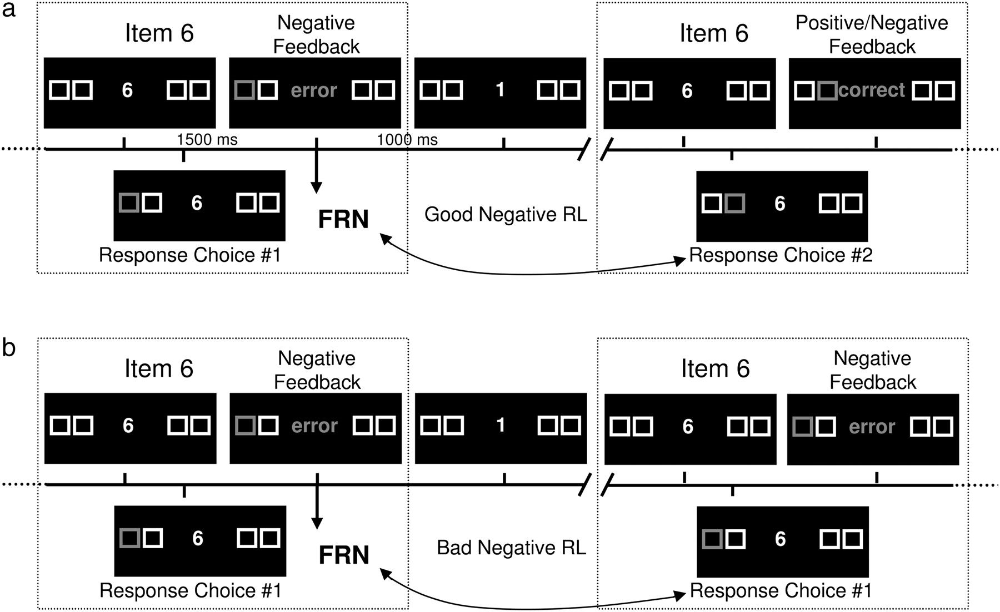 a
Item 6
Negative
Feedback
Item 6
Positive/Negative
Feedback
6
error
1
6
correct
1500 ms
1000 ms
6
FRN
Good Negative RL
6
Response Choice #1
Response Choice #2
b
Item 6
Negative
Feedback
Item 6
Negative
Feedback
6
error
1
6
error
6
FRN
Bad Negative RL
6
Response Choice #1
Response Choice #1